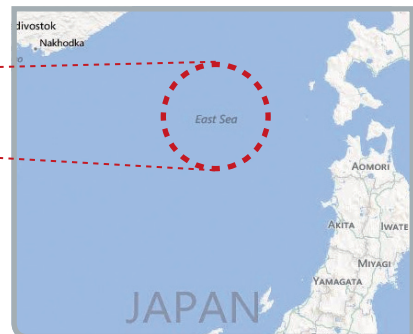 divostok
Nakhodka
East Sea
AOMORI
AKITA
IWATE
MIYAGI
YAMAGATA
JAPAN